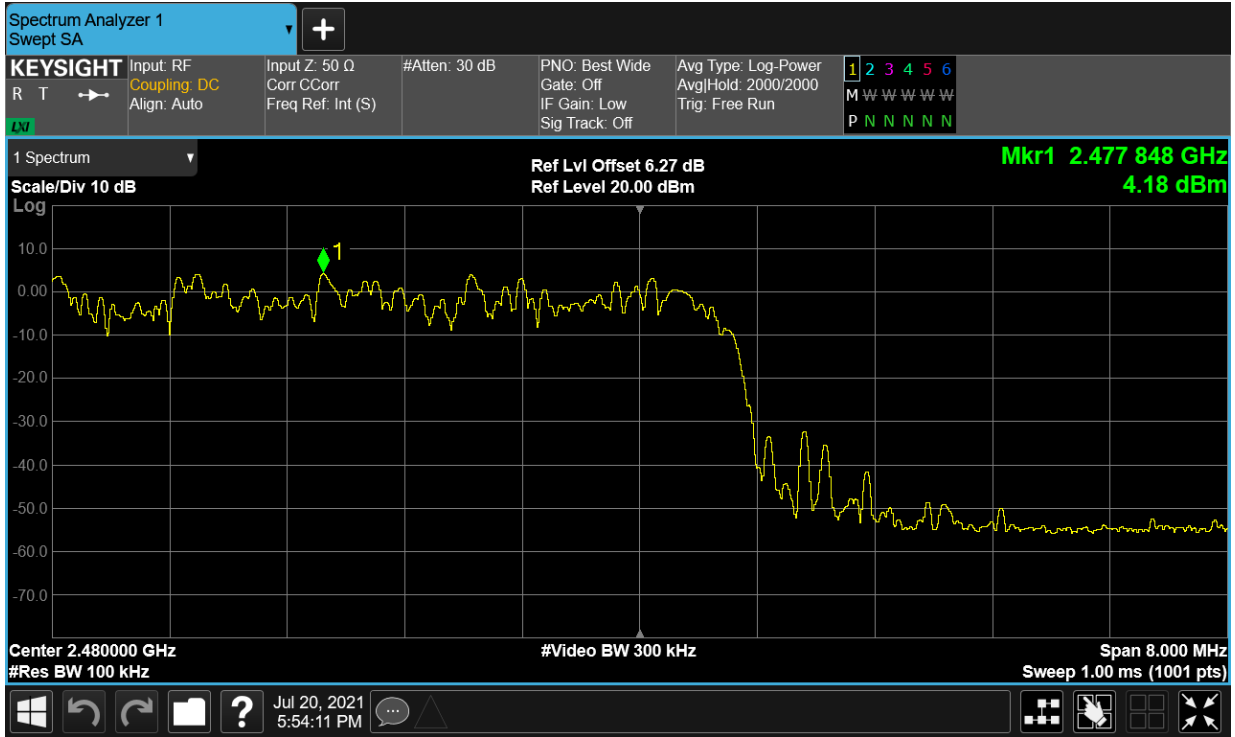 Spectrum Analyzer 1
Swept SA
KEYSIGHT
R T
LXI
Input: RF
Coupling: DC
Align: Auto
Input Z: 50 Ω
Corr CCorr
Freq Ref: Int (S)
#Atten: 30 dB
PNO: Best Wide
Gate: Off
IF Gain: Low
Sig Track: Off
Avg Type: Log-Power
Avg|Hold: 2000/2000
Trig: Free Run
1 2 3 4 5 6
M W W W W W
P N N N N N
1 Spectrum
Scale/Div 10 dB
Log
Ref Lvl Offset 6.27 dB
Ref Level 20.00 dBm
Mkr1 2.477 848 GHz
4.18 dBm
1
10.0
0.00
-10.0
-20.0
-30.0
-40.0
-50.0
-60.0
-70.0
Center 2.480000 GHz
#Res BW 100 kHz
#Video BW 300 kHz
Span 8.000 MHz
Sweep 1.00 ms (1001 pts)
?
Jul 20, 2021
5:54:11 PM